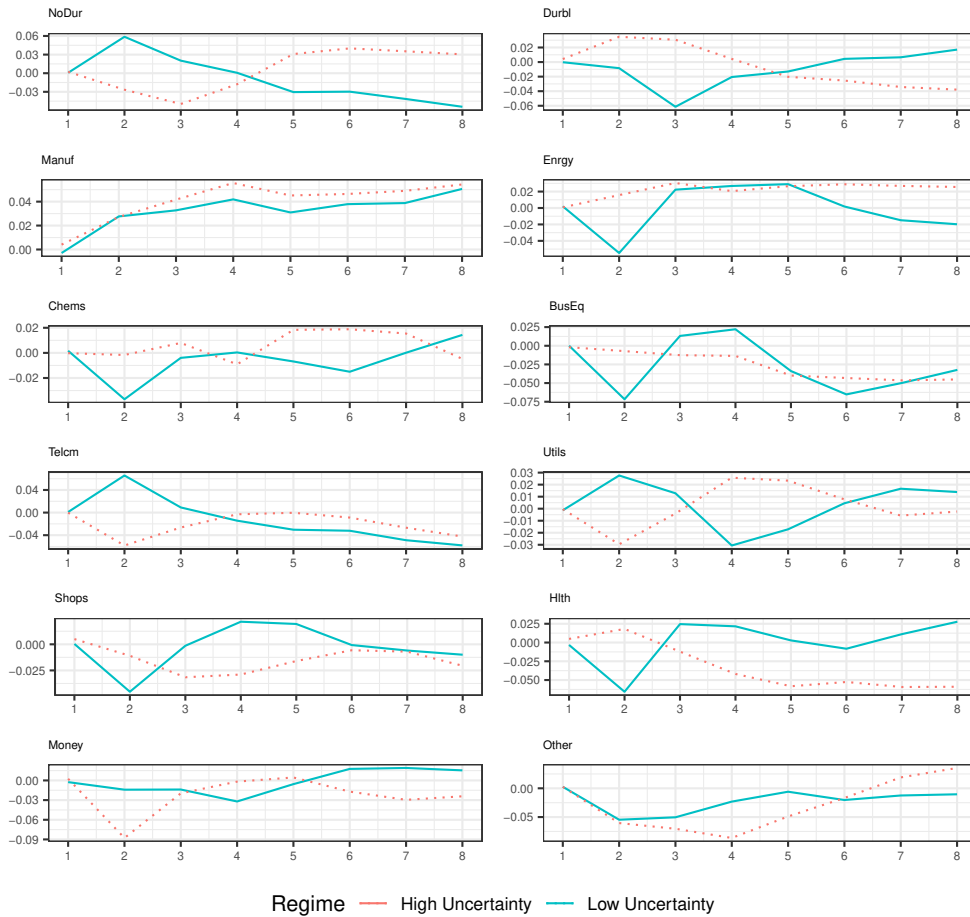 NoDur
0.06
0.03
0.00
−0.03
1 2 3 4 5 6 7 8
Durbl
0.02
0.00
−0.02
−0.04
−0.06
1 2 3 4 5 6 7 8
Manuf
0.04
0.02
0.00
1 2 3 4 5 6 7 8
Enrgy
0.02
0.00
−0.02
−0.04
1 2 3 4 5 6 7 8
Chems
0.02
0.00
−0.02
1 2 3 4 5 6 7 8
BusEq
0.025
0.000
−0.025
−0.050
−0.075
1 2 3 4 5 6 7 8
Telcm
0.04
0.00
−0.04
1 2 3 4 5 6 7 8
Utils
0.03
0.02
0.01
0.00
−0.01
−0.02
−0.03
1 2 3 4 5 6 7 8
Shops
0.000
−0.025
1 2 3 4 5 6 7 8
Hlth
0.025
0.000
−0.025
−0.050
1 2 3 4 5 6 7 8
Money
0.00
−0.03
−0.06
−0.09
1 2 3 4 5 6 7 8
Other
0.00
−0.05
1 2 3 4 5 6 7 8
Regime High Uncertainty Low Uncertainty